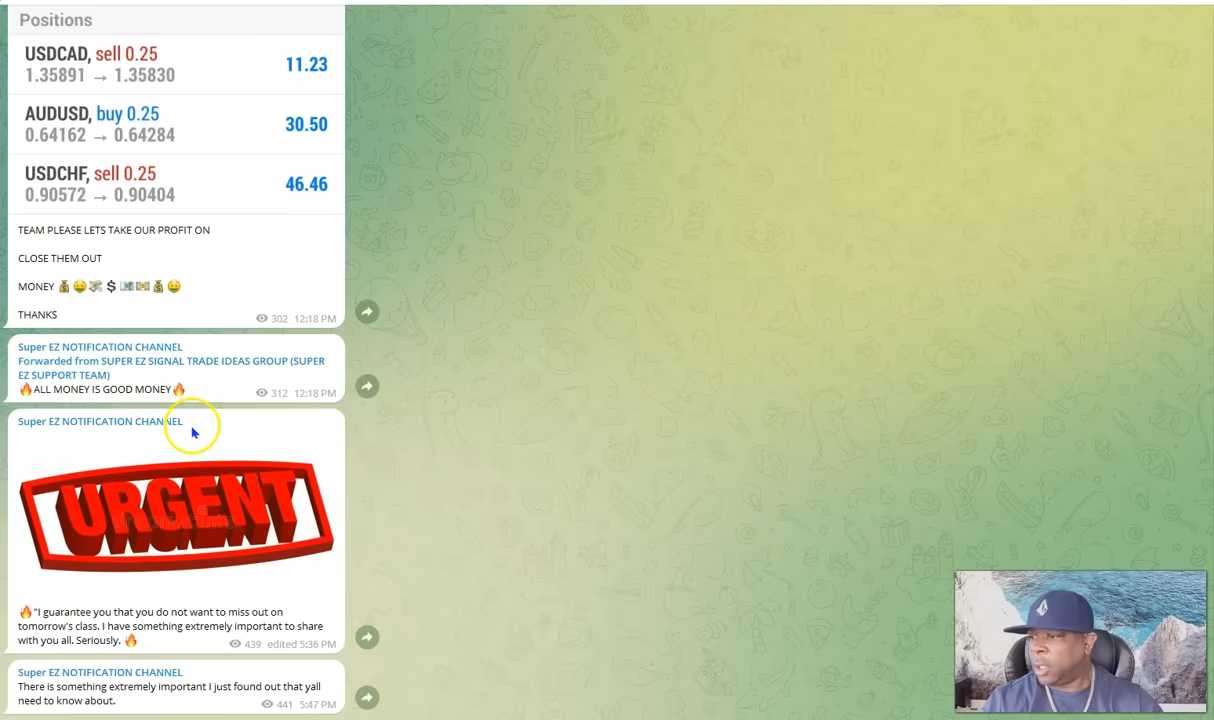 Positions
USDCAD, sell 0.25
1.35891 → 1.35830
11.23
AUDUSD, buy 0.25
0.64162 → 0.64284
30.50
USDCHF, sell 0.25
0.90572 → 0.90404
46.46
TEAM PLEASE LETS TAKE OUR PROFIT ON
CLOSE THEM OUT
MONEY 💰🤑💸💲💵💴💰🤑
THANKS
302 12:18 PM
Super EZ NOTIFICATION CHANNEL
Forwarded from SUPER EZ SIGNAL TRADE IDEAS GROUP (SUPER
EZ SUPPORT TEAM)
🔥ALL MONEY IS GOOD MONEY🔥
312 12:18 PM
Super EZ NOTIFICATION CHANNEL
URGENT
🔥"I guarantee you that you do not want to miss out on
tomorrow's class. I have something extremely important to share
with you all. Seriously. 🔥
439 edited 5:36 PM
Super EZ NOTIFICATION CHANNEL
There is something extremely important I just found out that yall
need to know about.
441 5:47 PM